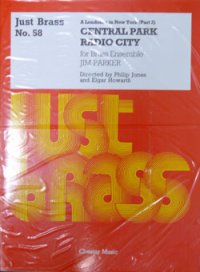 Just Brass
No. 58
A Londoner in New York (Part 2)
CENTRAL PARK
RADIO CITY
for Brass Ensemble
JIM PARKER
Directed by Philip Jones
and Elgar Howarth
just
brass
Chester Music